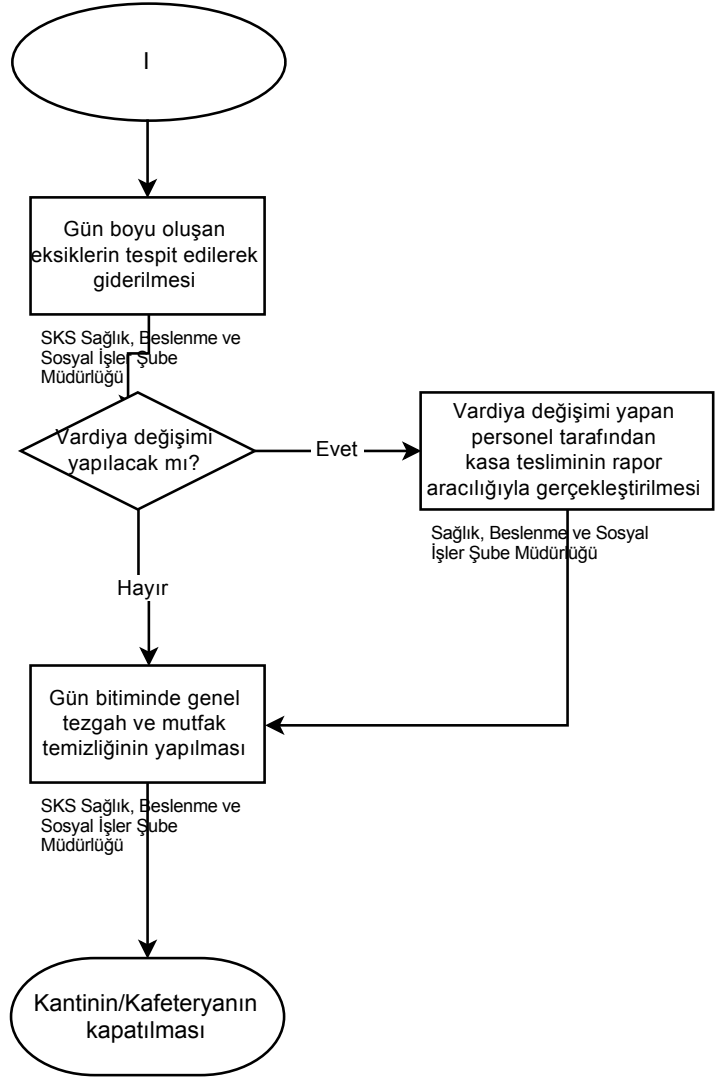 I
Gün boyu oluşan
eksiklerin tespit edilerek
giderilmesi
SKS Sağlık, Beslenme ve
Sosyal İşler Şube
Müdürlüğü
Vardiya değişimi
yapılacak mı?
Evet
Vardiya değişimi yapan
personel tarafından
kasa tesliminin rapor
aracılığıyla gerçekleştirilmesi
Sağlık, Beslenme ve Sosyal
İşler Şube Müdürlüğü
Hayır
Gün bitiminde genel
tezgah ve mutfak
temizliğinin yapılması
SKS Sağlık, Beslenme ve
Sosyal İşler Şube
Müdürlüğü
Kantinin/Kafeteryanın
kapatılması